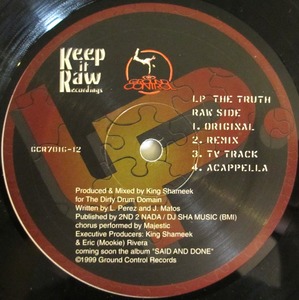 Keep
it
Raw
Recordings
GROUND
CONTROL
GCR7016-12
LP THE TRUTH
RAW SIDE
1. ORIGINAL
2. REMIX
3. TV TRACK
4. ACAPPELLA
Produced & Mixed by King Shameek
for The Dirty Drum Domain
Written by L. Perez and J. Matos
Published by 2ND 2 NADA / DJ SHA MUSIC (BMI)
chorus performed by Majestic
Executive Producers: King Shameek
& Eric (Mookie) Rivera
coming soon the album "SAID AND DONE"
©1999 Ground Control Records